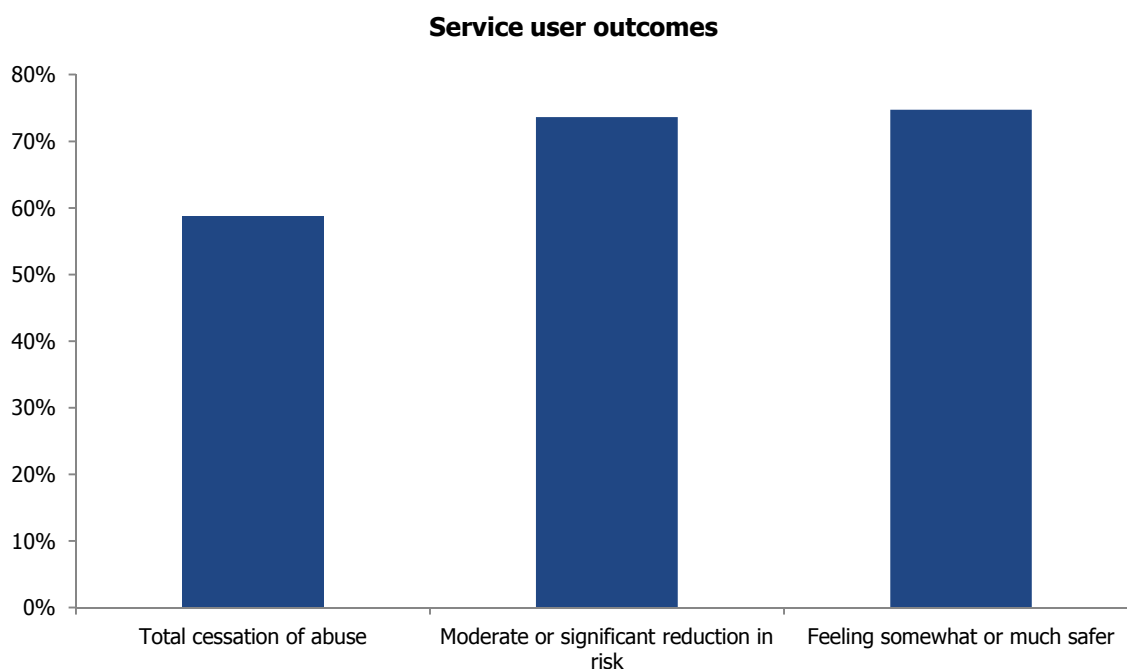 Service user outcomes
80%
70%
60%
50%
40%
30%
20%
10%
0%
Total cessation of abuse
Moderate or significant reduction in
risk
Feeling somewhat or much safer